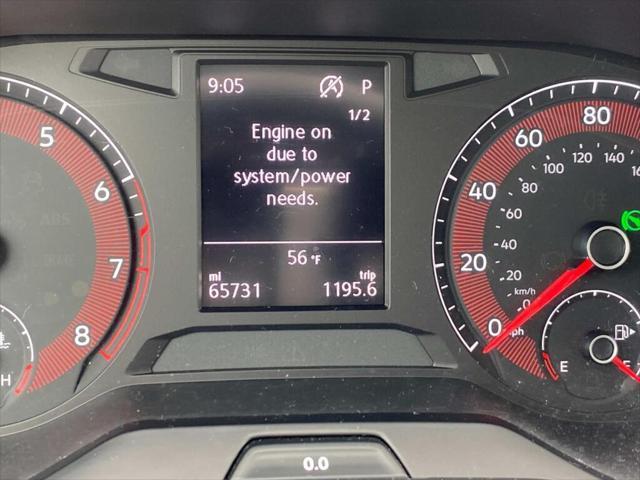 9:05 P
1/2
Engine on
due to
system/power
needs.
56 °F
mi trip
65731 1195.6
5
6
7
8
H
80
60
40
20
0
mph
140
120
100
80
60
40
20
0
km/h
E
0.0